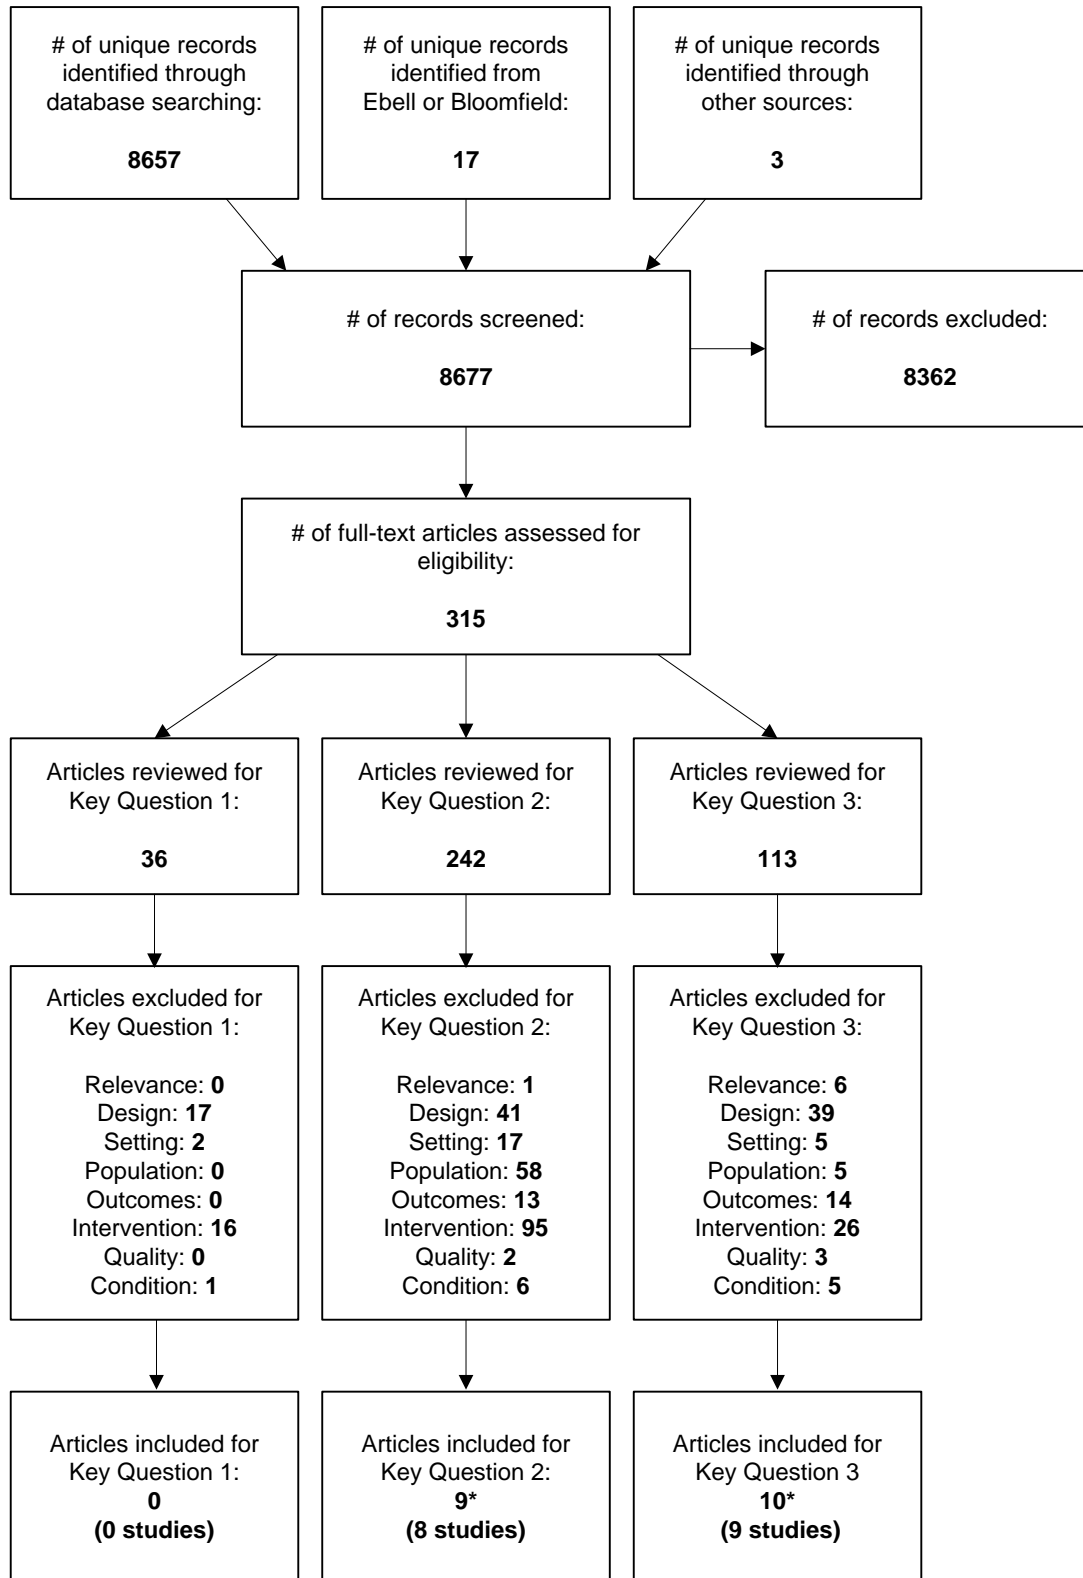 # of unique records
identified through
database searching:
8657
# of unique records
identified from
Ebell or Bloomfield:
17
# of unique records
identified through
other sources:
3
# of records screened:
8677
# of records excluded:
8362
# of full-text articles assessed for
eligibility:
315
Articles reviewed for
Key Question 1:
36
Articles reviewed for
Key Question 2:
242
Articles reviewed for
Key Question 3:
113
Articles excluded for
Key Question 1:
Relevance: 0
Design: 17
Setting: 2
Population: 0
Outcomes: 0
Intervention: 16
Quality: 0
Condition: 1
Articles excluded for
Key Question 2:
Relevance: 1
Design: 41
Setting: 17
Population: 58
Outcomes: 13
Intervention: 95
Quality: 2
Condition: 6
Articles excluded for
Key Question 3:
Relevance: 6
Design: 39
Setting: 5
Population: 5
Outcomes: 14
Intervention: 26
Quality: 3
Condition: 5
Articles included for
Key Question 1:
0
(0 studies)
Articles included for
Key Question 2:
9*
(8 studies)
Articles included for
Key Question 3
10*
(9 studies)